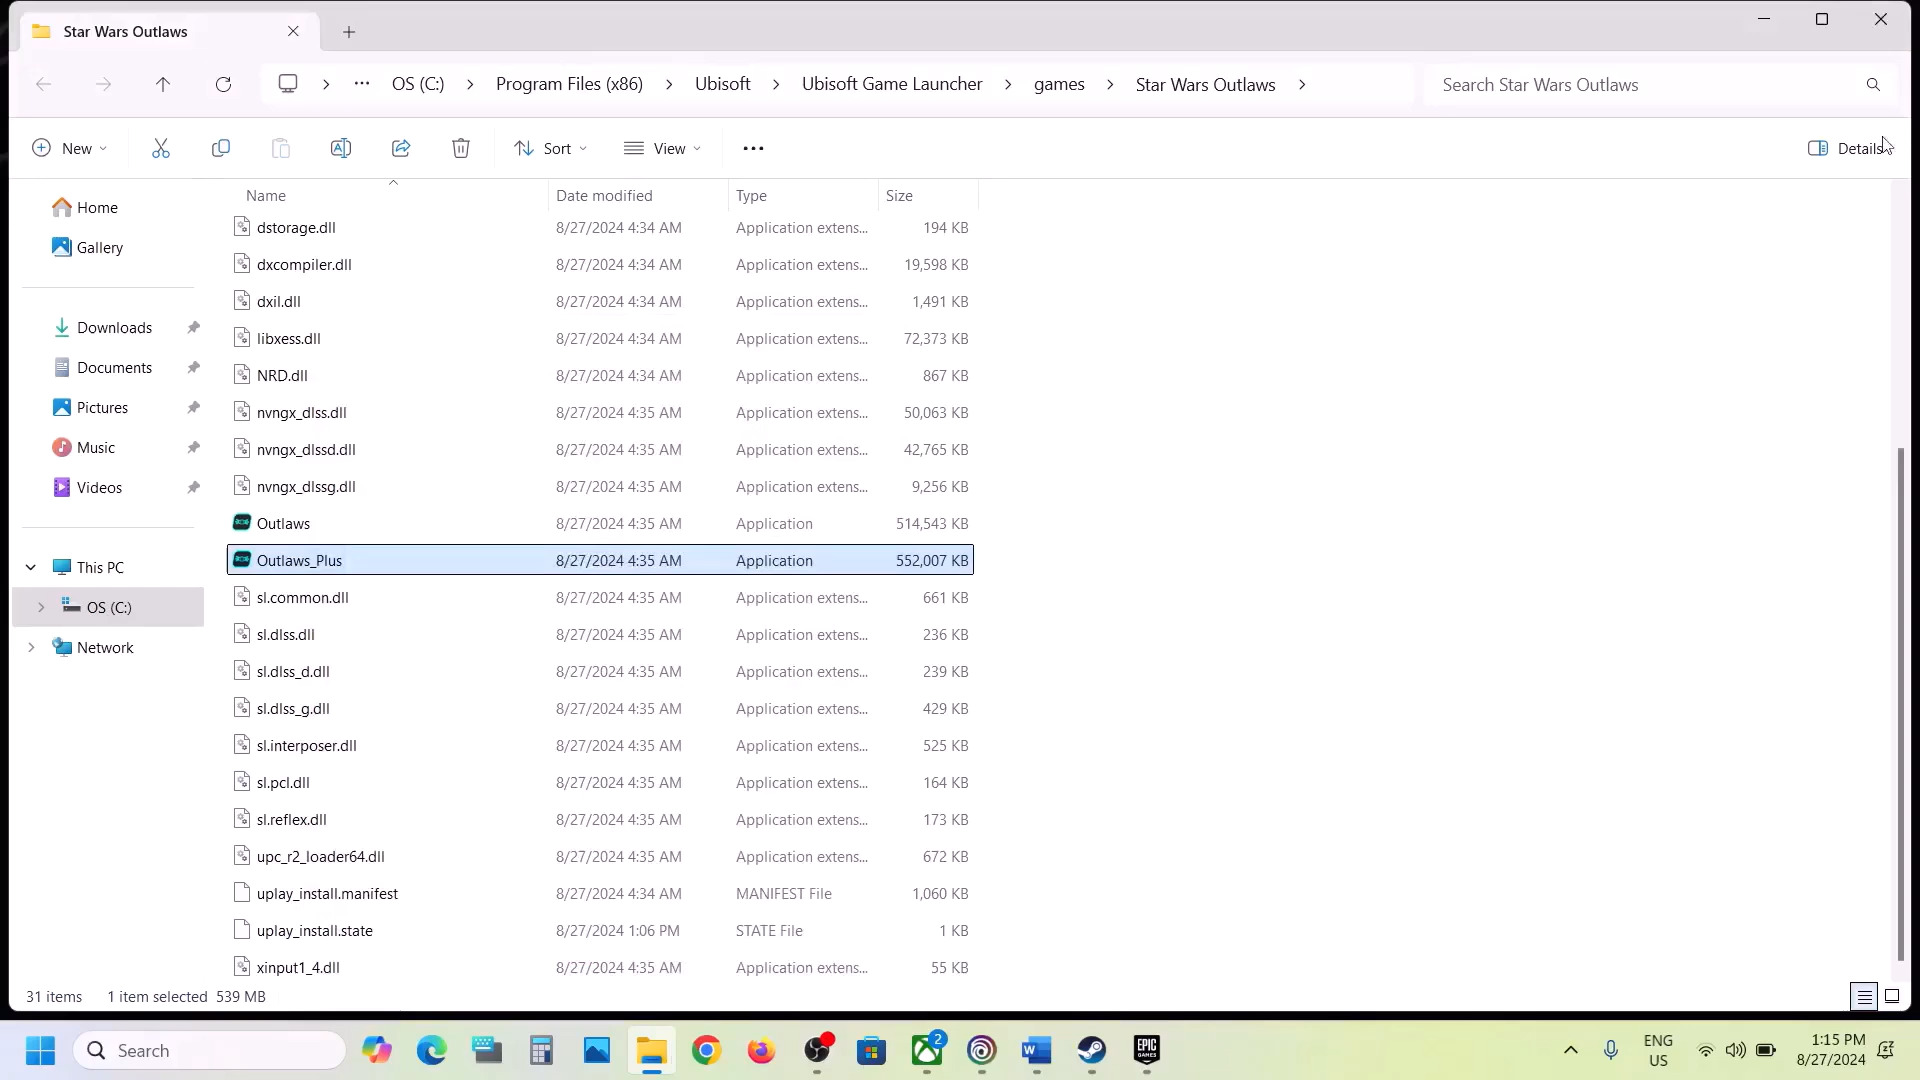 Star Wars Outlaws
OS (C:) Program Files (x86) Ubisoft Ubisoft Game Launcher games Star Wars Outlaws Search Star Wars Outlaws
New Sort View Details
Name Date modified Type Size
Home
Gallery
Downloads
Documents
Pictures
Music
Videos
This PC
OS (C:)
Network
dstorage.dll 8/27/2024 4:34 AM Application extens... 194 KB
dxcompiler.dll 8/27/2024 4:34 AM Application extens... 19,598 KB
dxil.dll 8/27/2024 4:34 AM Application extens... 1,491 KB
libxess.dll 8/27/2024 4:34 AM Application extens... 72,373 KB
NRD.dll 8/27/2024 4:34 AM Application extens... 867 KB
nvngx_dlss.dll 8/27/2024 4:35 AM Application extens... 50,063 KB
nvngx_dlssd.dll 8/27/2024 4:35 AM Application extens... 42,765 KB
nvngx_dlssg.dll 8/27/2024 4:35 AM Application extens... 9,256 KB
Outlaws 8/27/2024 4:35 AM Application 514,543 KB
Outlaws_Plus 8/27/2024 4:35 AM Application 552,007 KB
sl.common.dll 8/27/2024 4:35 AM Application extens... 661 KB
sl.dlss.dll 8/27/2024 4:35 AM Application extens... 236 KB
sl.dlss_d.dll 8/27/2024 4:35 AM Application extens... 239 KB
sl.dlss_g.dll 8/27/2024 4:35 AM Application extens... 429 KB
sl.interposer.dll 8/27/2024 4:35 AM Application extens... 525 KB
sl.pcl.dll 8/27/2024 4:35 AM Application extens... 164 KB
sl.reflex.dll 8/27/2024 4:35 AM Application extens... 173 KB
upc_r2_loader64.dll 8/27/2024 4:35 AM Application extens... 672 KB
uplay_install.manifest 8/27/2024 4:34 AM MANIFEST File 1,060 KB
uplay_install.state 8/27/2024 1:06 PM STATE File 1 KB
xinput1_4.dll 8/27/2024 4:35 AM Application extens... 55 KB
31 items 1 item selected 539 MB
Search 2 EPIC GAMES ENG US 1:15 PM
8/27/2024